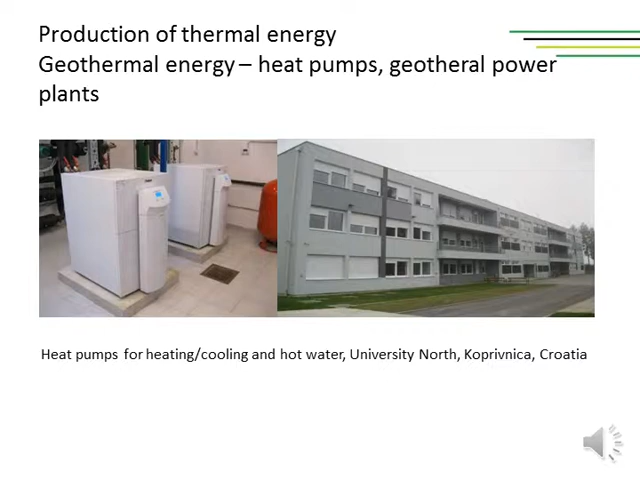 Production of thermal energy
Geothermal energy – heat pumps, geotheral power
plants
Heat pumps for heating/cooling and hot water, University North, Koprivnica, Croatia